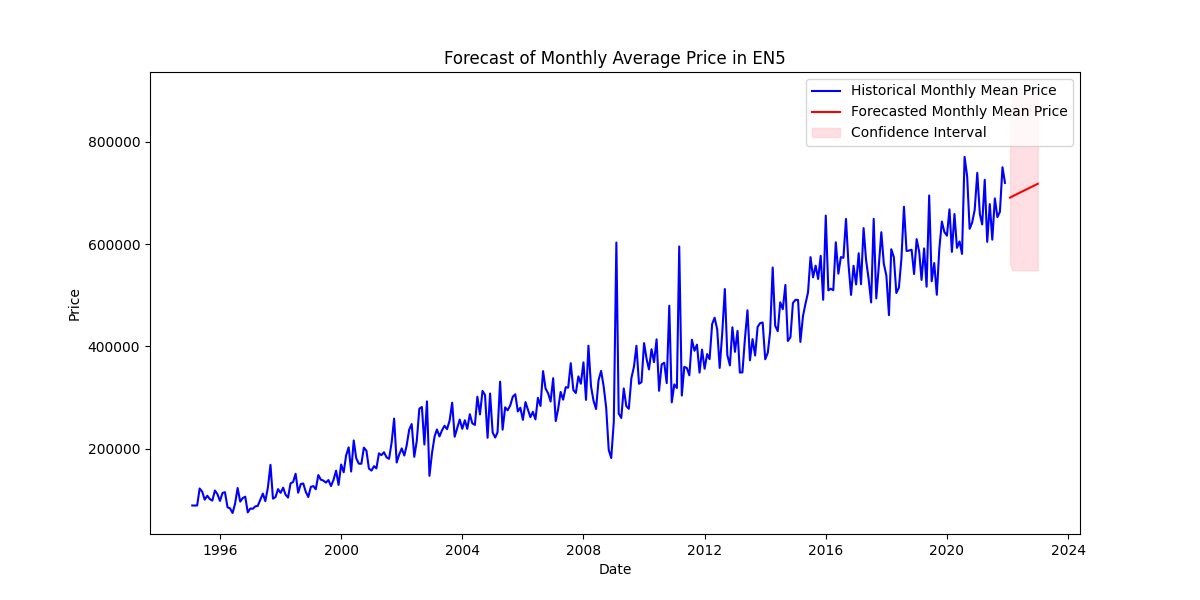 Forecast of Monthly Average Price in EN5
Historical Monthly Mean Price
Forecasted Monthly Mean Price
Confidence Interval
800000
600000
400000
200000
Price
1996
2000
2004
2008
2012
2016
2020
2024
Date